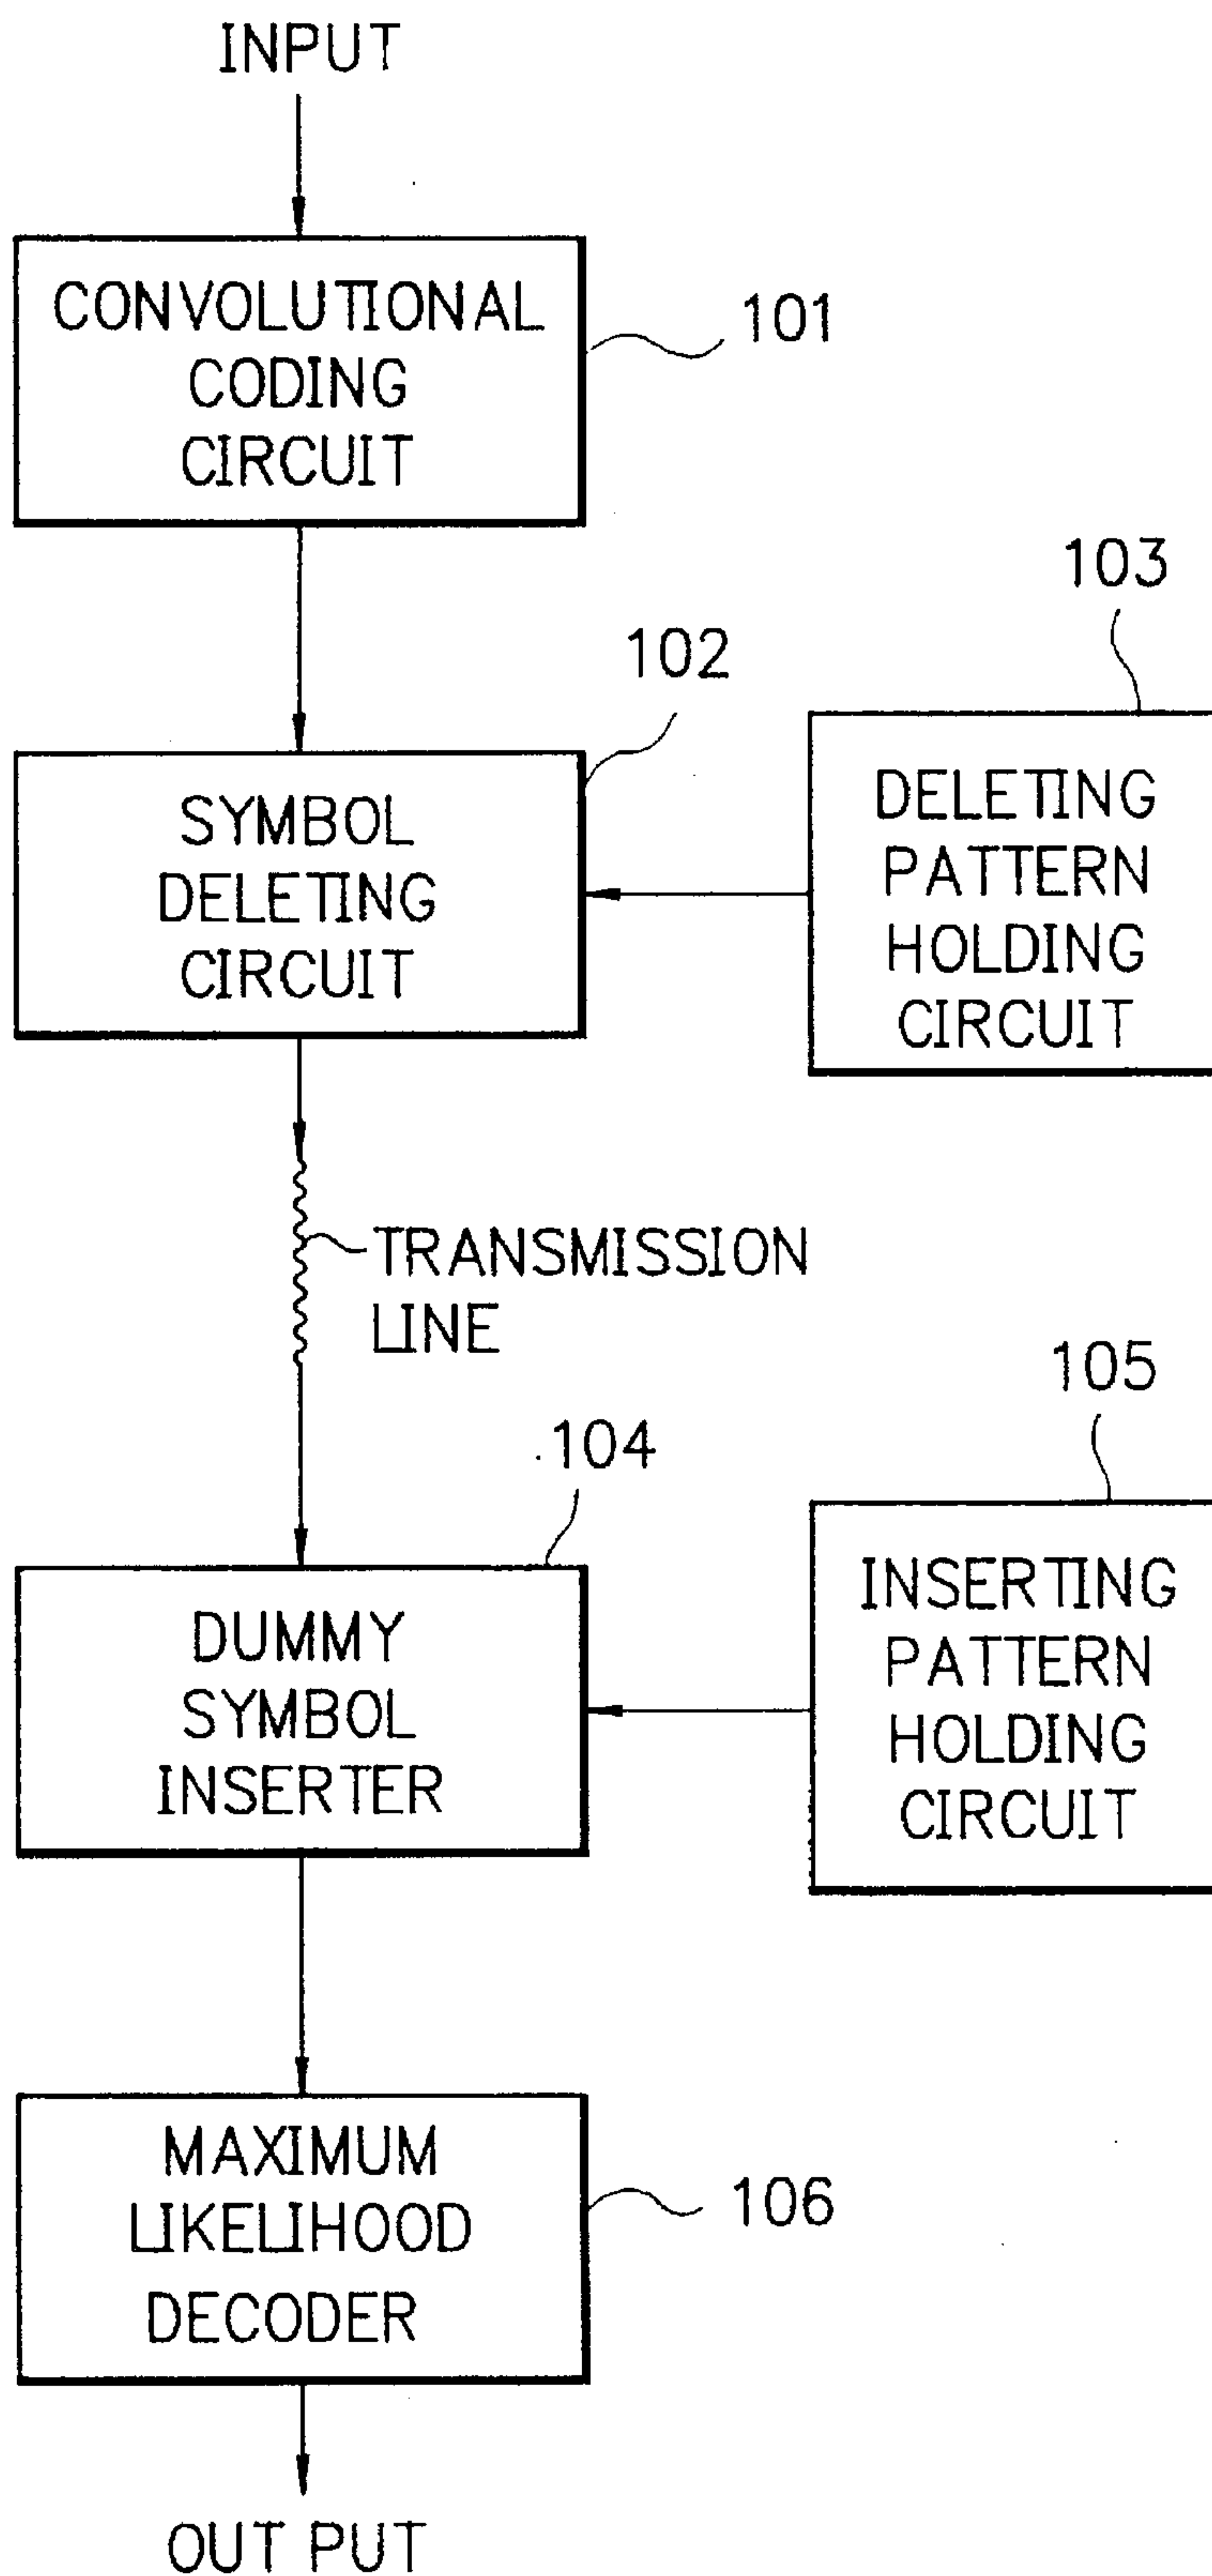 INPUT
CONVOLUTIONAL
CODING
CIRCUIT
101
102
SYMBOL
DELETING
CIRCUIT
103
DELETING
PATTERN
HOLDING
CIRCUIT
TRANSMISSION
LINE
104
DUMMY
SYMBOL
INSERTER
105
INSERTING
PATTERN
HOLDING
CIRCUIT
MAXIMUM
LIKELIHOOD
DECODER
106
OUT PUT